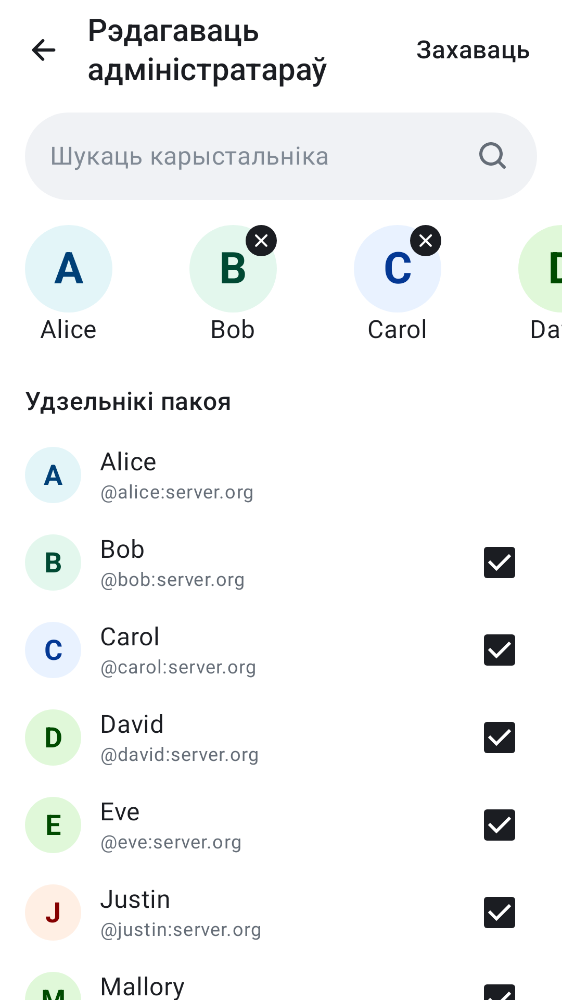 Рэдагаваць
адміністратараў
Захаваць
Шукаць карыстальніка
A
B
C
D
Alice
Bob
Carol
Da
Удзельнікі пакоя
A
Alice
@alice:server.org
B
Bob
@bob:server.org
C
Carol
@carol:server.org
D
David
@david:server.org
E
Eve
@eve:server.org
J
Justin
@justin:server.org
M
Mallory